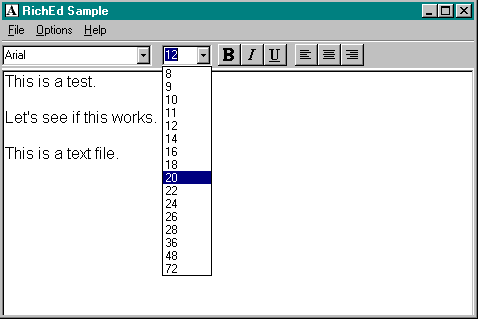 A RichEd Sample
File Options Help
Arial 12 B I U
This is a test.
Let's see if this works.
This is a text file.
8
9
10
11
12
14
16
18
20
22
24
26
28
36
48
72